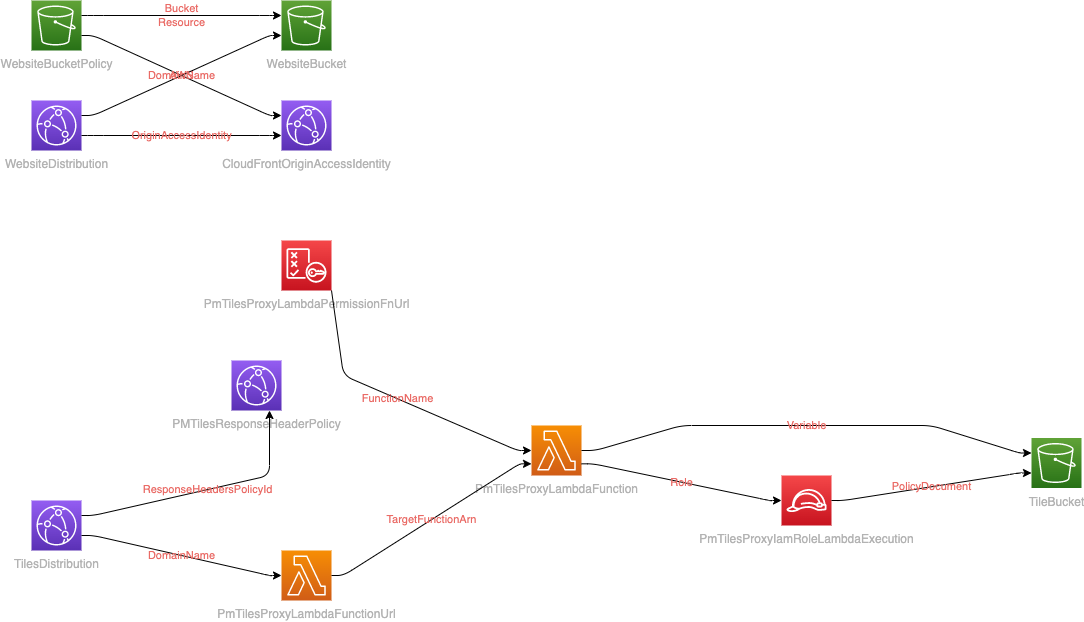 Bucket
Resource
WebsiteBucketPolicy
WebsiteBucket
DomainName
OriginAccessIdentity
WebsiteDistribution
CloudFrontOriginAccessIdentity
PmTilesProxyLambdaPermissionFnUrl
FunctionName
PMTilesResponseHeaderPolicy
Variable
PmTilesProxyLambdaFunction
Role
PolicyDocument
ResponseHeadersPolicyId
TileBucket
TargetFunctionArn
PmTilesProxyIamRoleLambdaExecution
DomainName
TilesDistribution
PmTilesProxyLambdaFunctionUrl